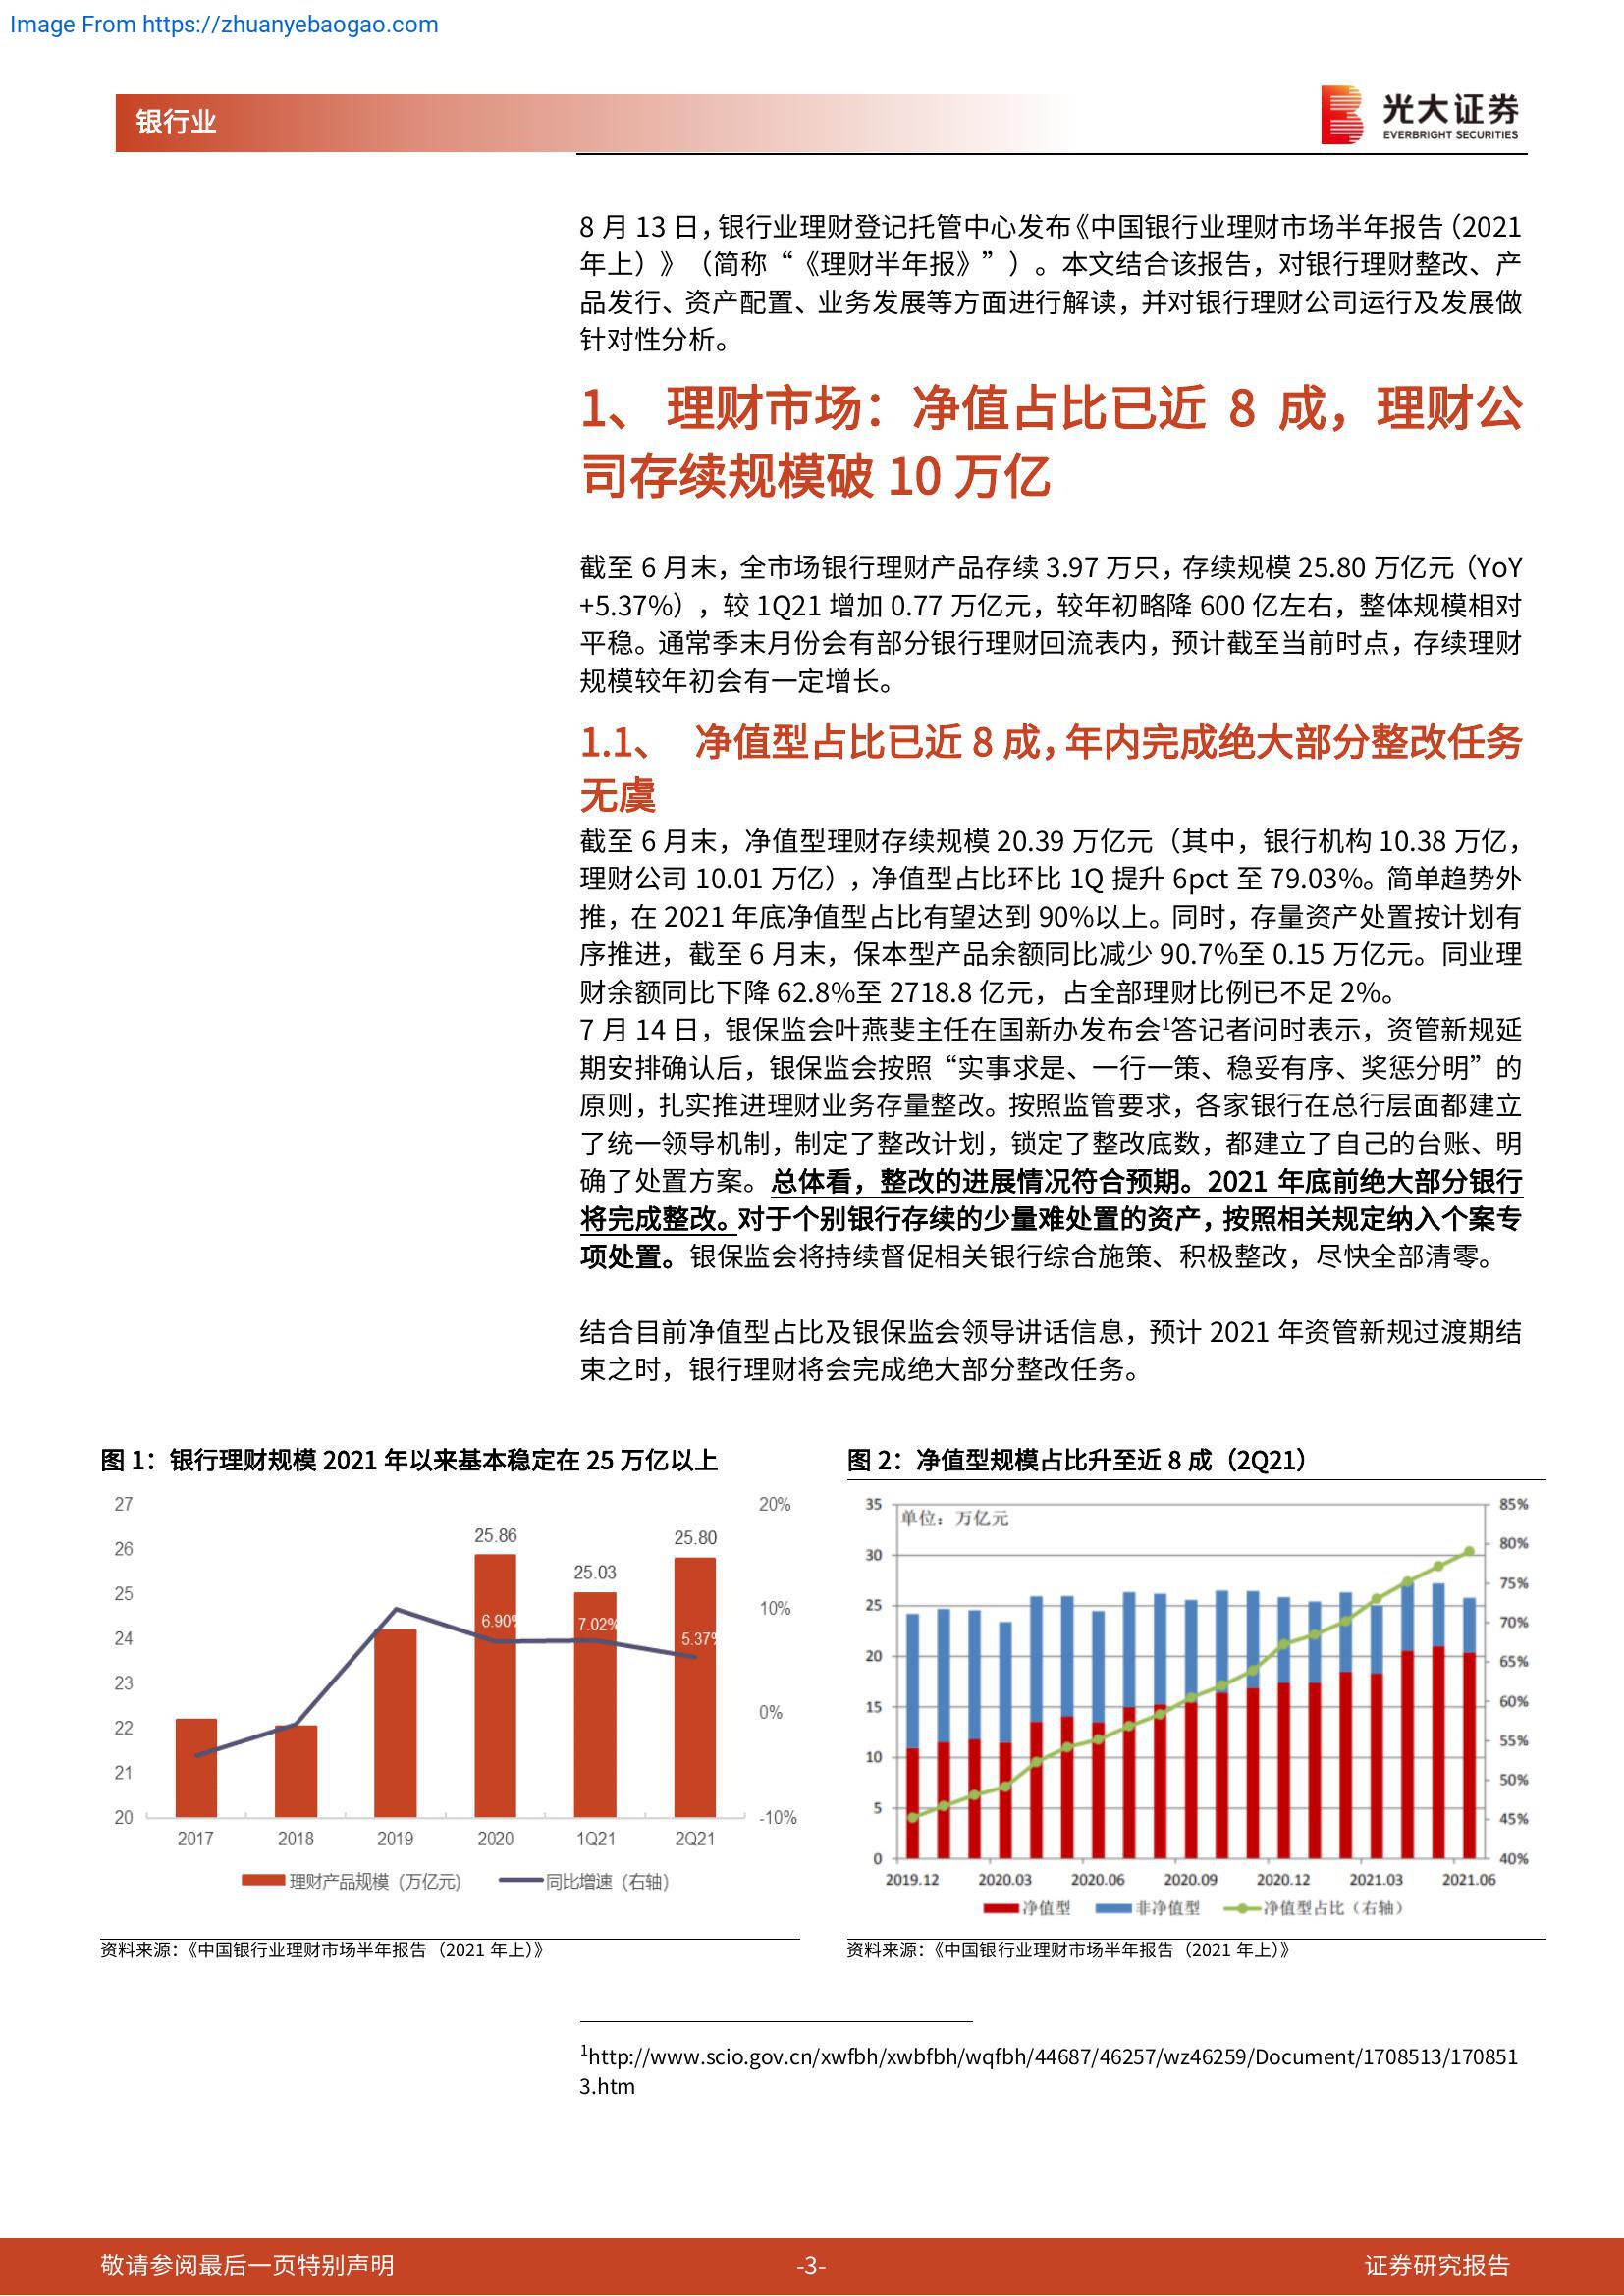 Image From https://zhuanyebaogao.com
银行业
光大证券
EVERBRIGHT SECURITIES
8 月 13 日，银行业理财登记托管中心发布《中国银行业理财市场半年报告（2021
年上）》（简称“《理财半年报》”）。本文结合该报告，对银行理财整改、产
品发行、资产配置、业务发展等方面进行解读，并对银行理财公司运行及发展做
针对性分析。
1、 理财市场：净值占比已近 8 成，理财公
司存续规模破 10 万亿
截至 6 月末，全市场银行理财产品存续 3.97 万只，存续规模 25.80 万亿元（YoY
+5.37%），较 1Q21 增加 0.77 万亿元，较年初略降 600 亿左右，整体规模相对
平稳。通常季末月份会有部分银行理财回流表内，预计截至当前时点，存续理财
规模较年初会有一定增长。
1.1、 净值型占比已近 8 成，年内完成绝大部分整改任务
无虞
截至 6 月末，净值型理财存续规模 20.39 万亿元（其中，银行机构 10.38 万亿，
理财公司 10.01 万亿），净值型占比环比 1Q 提升 6pct 至 79.03%。简单趋势外
推，在 2021 年底净值型占比有望达到 90%以上。同时，存量资产处置按计划有
序推进，截至 6 月末，保本型产品余额同比减少 90.7%至 0.15 万亿元。同业理
财余额同比下降 62.8%至 2718.8 亿元，占全部理财比例已不足 2%。
7 月 14 日，银保监会叶燕斐主任在国新办发布会¹答记者问时表示，资管新规延
期安排确认后，银保监会按照“实事求是、一行一策、稳妥有序、奖惩分明”的
原则，扎实推进理财业务存量整改。按照监管要求，各家银行在总行层面都建立
了统一领导机制，制定了整改计划，锁定了整改底数，都建立了自己的台账、明
确了处置方案。总体看，整改的进展情况符合预期。2021 年底前绝大部分银行
将完成整改。对于个别银行存续的少量难处置的资产，按照相关规定纳入个案专
项处置。银保监会将持续督促相关银行综合施策、积极整改，尽快全部清零。
结合目前净值型占比及银保监会领导讲话信息，预计 2021 年资管新规过渡期结
束之时，银行理财将会完成绝大部分整改任务。
图 1：银行理财规模 2021 年以来基本稳定在 25 万亿以上
27
26
25
24
23
22
21
20
20%
10%
0%
-10%
25.86
25.03
25.80
6.90%
7.02%
5.37%
2017 2018 2019 2020 1Q21 2Q21
理财产品规模（万亿元） 同比增速（右轴）
资料来源：《中国银行业理财市场半年报告（2021 年上）》
图 2：净值型规模占比升至近 8 成（2Q21）
单位：万亿元
35
30
25
20
15
10
5
0
85%
80%
75%
70%
65%
60%
55%
50%
45%
40%
2019.12 2020.03 2020.06 2020.09 2020.12 2021.03 2021.06
净值型 非净值型 净值型占比（右轴）
资料来源：《中国银行业理财市场半年报告（2021 年上）》
¹http://www.scio.gov.cn/xwfbh/xwbfbh/wqfbh/44687/46257/wz46259/Document/1708513/170851
3.htm
敬请参阅最后一页特别声明
-3-
证券研究报告